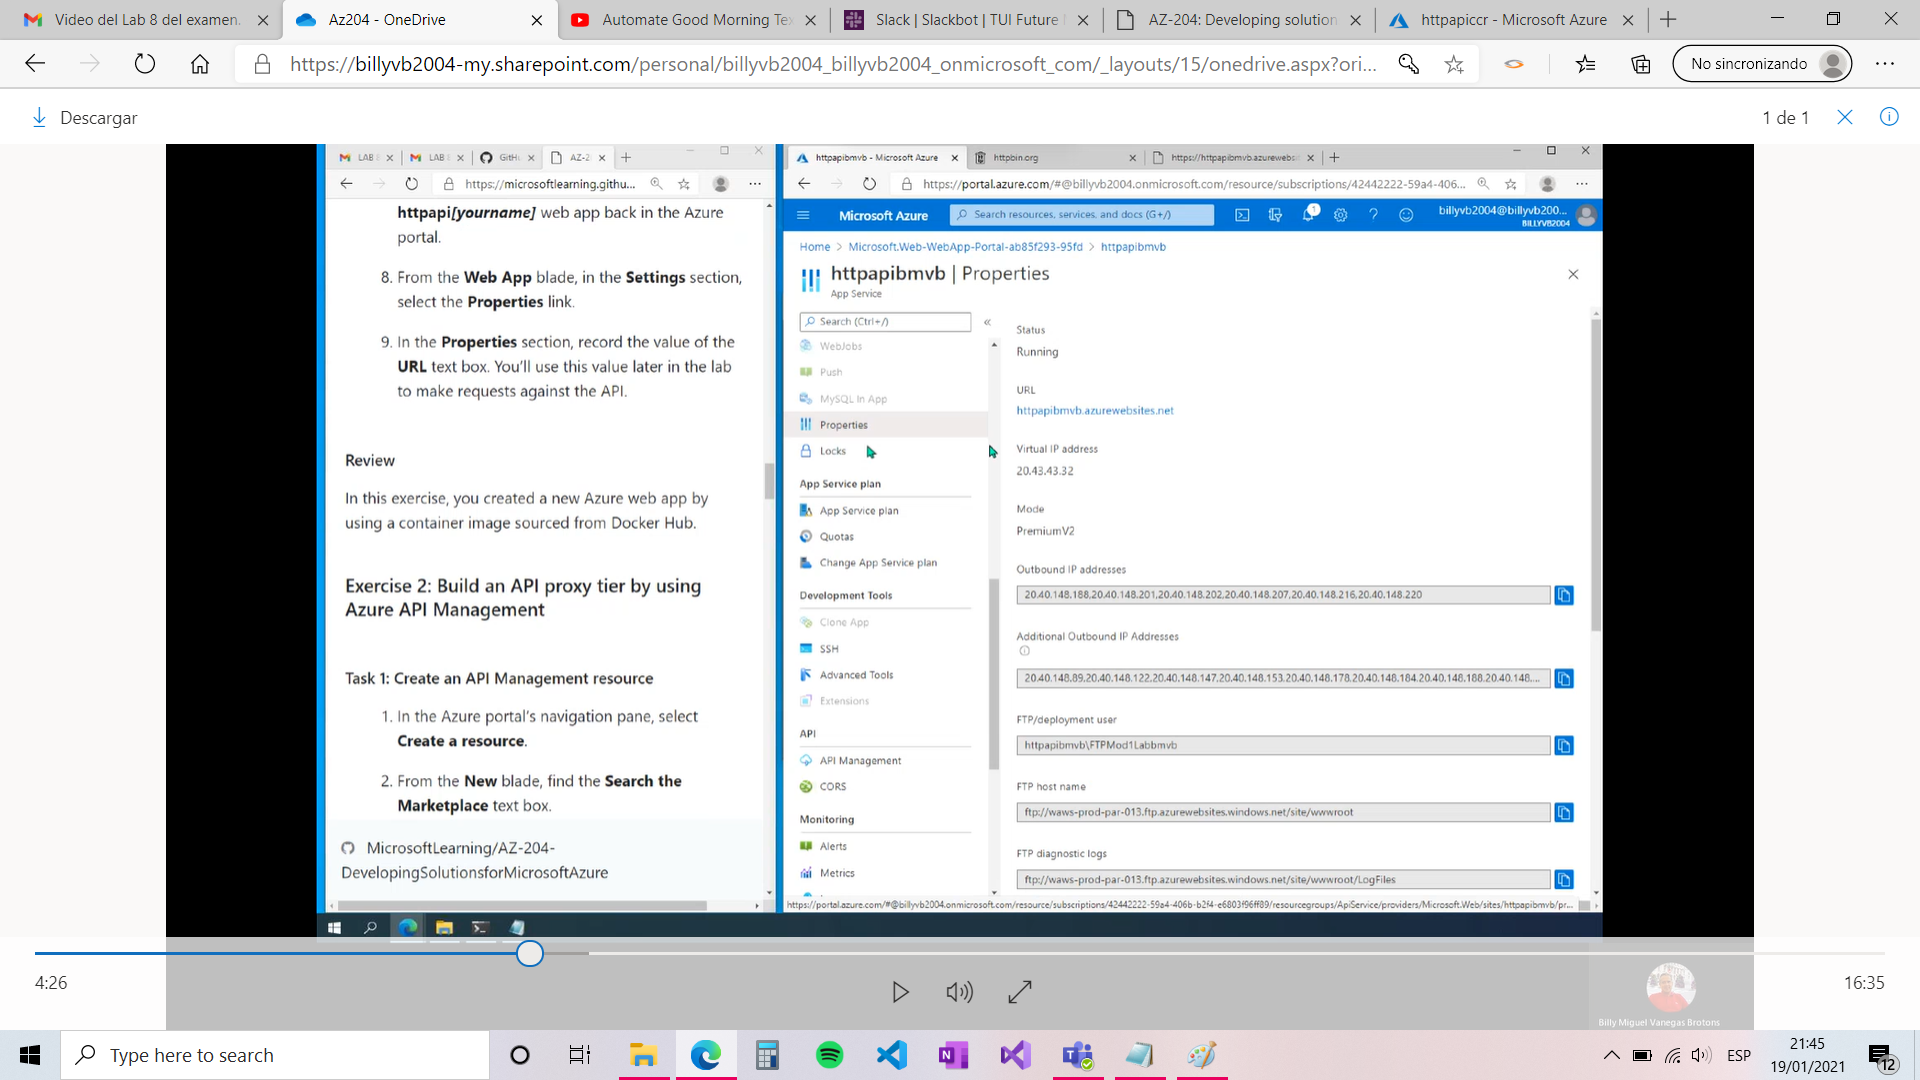 Video del Lab 8 del examen.
Az204 - OneDrive
Automate Good Morning Te
Slack | Slackbot | TUI Future
AZ-204: Developing solution
httpapiccr - Microsoft Azure
https://billyvb2004-my.sharepoint.com/personal/billyvb2004_billyvb2004_onmicrosoft_com/_layouts/15/onedrive.aspx?ori...
No sincronizando
Descargar
1 de 1
LAB
LAB
GitH
AZ-2
https://microsoftlearning.githu...
httpapi[yourname] web app back in the Azure
portal.
8. From the Web App blade, in the Settings section,
select the Properties link.
9. In the Properties section, record the value of the
URL text box. You'll use this value later in the lab
to make requests against the API.
Review
In this exercise, you created a new Azure web app by
using a container image sourced from Docker Hub.
Exercise 2: Build an API proxy tier by using
Azure API Management
Task 1: Create an API Management resource
1. In the Azure portal's navigation pane, select
Create a resource.
2. From the New blade, find the Search the
Marketplace text box.
MicrosoftLearning/AZ-204-
DevelopingSolutionsforMicrosoftAzure
httpapibmvb - Microsoft Azure
httpbin.org
https://httpapibmvb.azurewebs
https://portal.azure.com/#@billyvb2004.onmicrosoft.com/resource/subscriptions/42442222-59a4-406...
Microsoft Azure
Search resources, services, and docs (G+/)
1
billyvb2004@billyvb200...
BILLYVB2004
Home > Microsoft.Web-WebApp-Portal-ab85f293-95fd > httpapibmvb
httpapibmvb | Properties
App Service
Search (Ctrl+/)
«
WebJobs
Push
MySQL In App
Properties
Locks
App Service plan
App Service plan
Quotas
Change App Service plan
Development Tools
Clone App
SSH
Advanced Tools
Extensions
API
API Management
CORS
Monitoring
Alerts
Metrics
Status
Running
URL
httpapibmvb.azurewebsites.net
Virtual IP address
20.43.43.32
Mode
PremiumV2
Outbound IP addresses
20.40.148.188,20.40.148.201,20.40.148.202,20.40.148.207,20.40.148.216,20.40.148.220
Additional Outbound IP Addresses
20.40.148.89,20.40.148.122,20.40.148.147,20.40.148.153,20.40.148.178,20.40.148.184,20.40.148.188,20.40.148....
FTP/deployment user
httpapibmvb\FTPMod1Labbmvb
FTP host name
ftp://waws-prod-par-013.ftp.azurewebsites.windows.net/site/wwwroot
FTP diagnostic logs
ftp://waws-prod-par-013.ftp.azurewebsites.windows.net/site/wwwroot/LogFiles
https://portal.azure.com/#@billyvb2004.onmicrosoft.com/resource/subscriptions/42442222-59a4-406b-b2f4-e6803f96ff89/resourcegroups/ApiService/providers/Microsoft.Web/sites/httpapibmvb/pr...
4:26
16:35
Billy Miguel Vanegas Brotons
Type here to search
ESP
21:45
19/01/2021
12